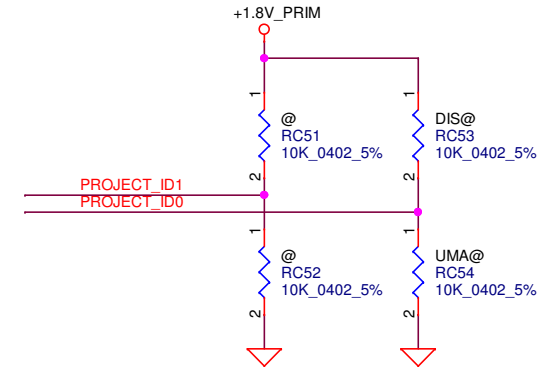 +1.8V_PRIM
1
@
RC51
10K_0402_5%
2
1
DIS@
RC53
10K_0402_5%
2
PROJECT_ID1
PROJECT_ID0
1
@
RC52
10K_0402_5%
2
1
UMA@
RC54
10K_0402_5%
2